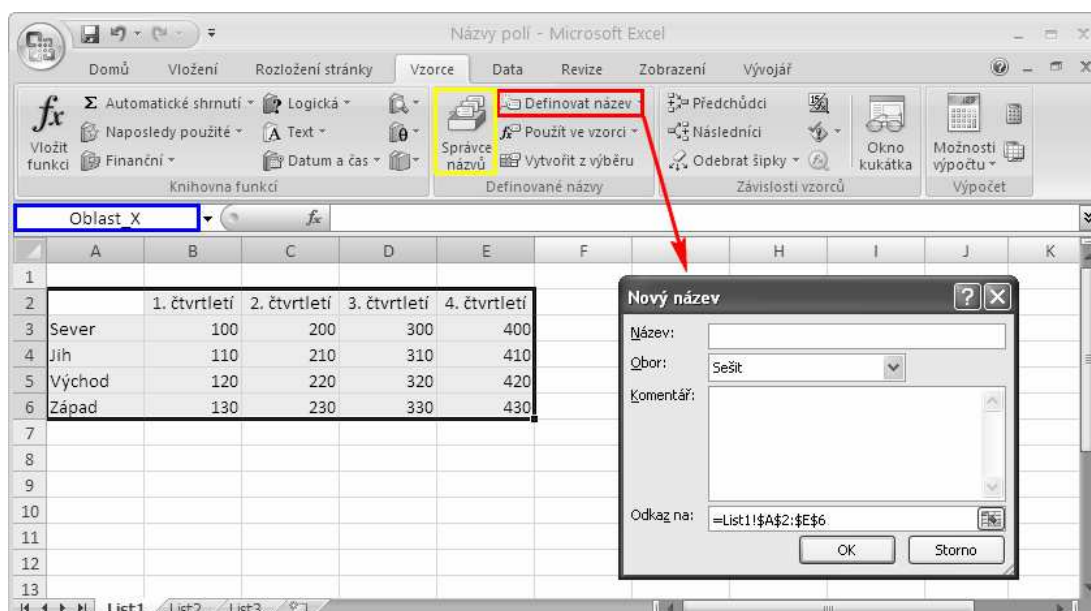 Názvy polí - Microsoft Excel
Domů Vložení Rozložení stránky Vzorce Data Revize Zobrazení Vývojář
fx Vložit funkci
Σ Automatické shrnutí
Naposledy použité
Finanční
Logická
Text
Datum a čas
Knihovna funkcí
Správce názvů
Definovat název
Použít ve vzorci
Vytvořit z výběru
Definované názvy
Předchůdci
Následníci
Odebrat šipky
Závislosti vzorců
Okno kukátka
Možnosti výpočtu
Výpočet
Oblast_X fx
A B C D E F H I J K
1
2 1. čtvrtletí 2. čtvrtletí 3. čtvrtletí 4. čtvrtletí
3 Sever 100 200 300 400
4 Jih 110 210 310 410
5 Východ 120 220 320 420
6 Západ 130 230 330 430
7
8
9
10
11
12
13
Nový název
Název:
Obor: Sešit
Komentář:
Odkaz na: =List1!$A$2:$E$6
OK Storno
List1 List2 List3